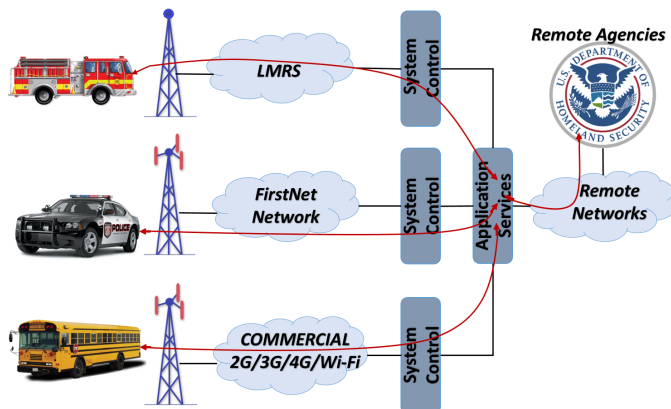 Remote Agencies
U.S. DEPARTMENT OF
HOMELAND SECURITY
LMRS
System
Control
FirstNet
Network
System
Control
Application
Services
Remote
Networks
POLICE
COMMERCIAL
2G/3G/4G/Wi-Fi
System
Control